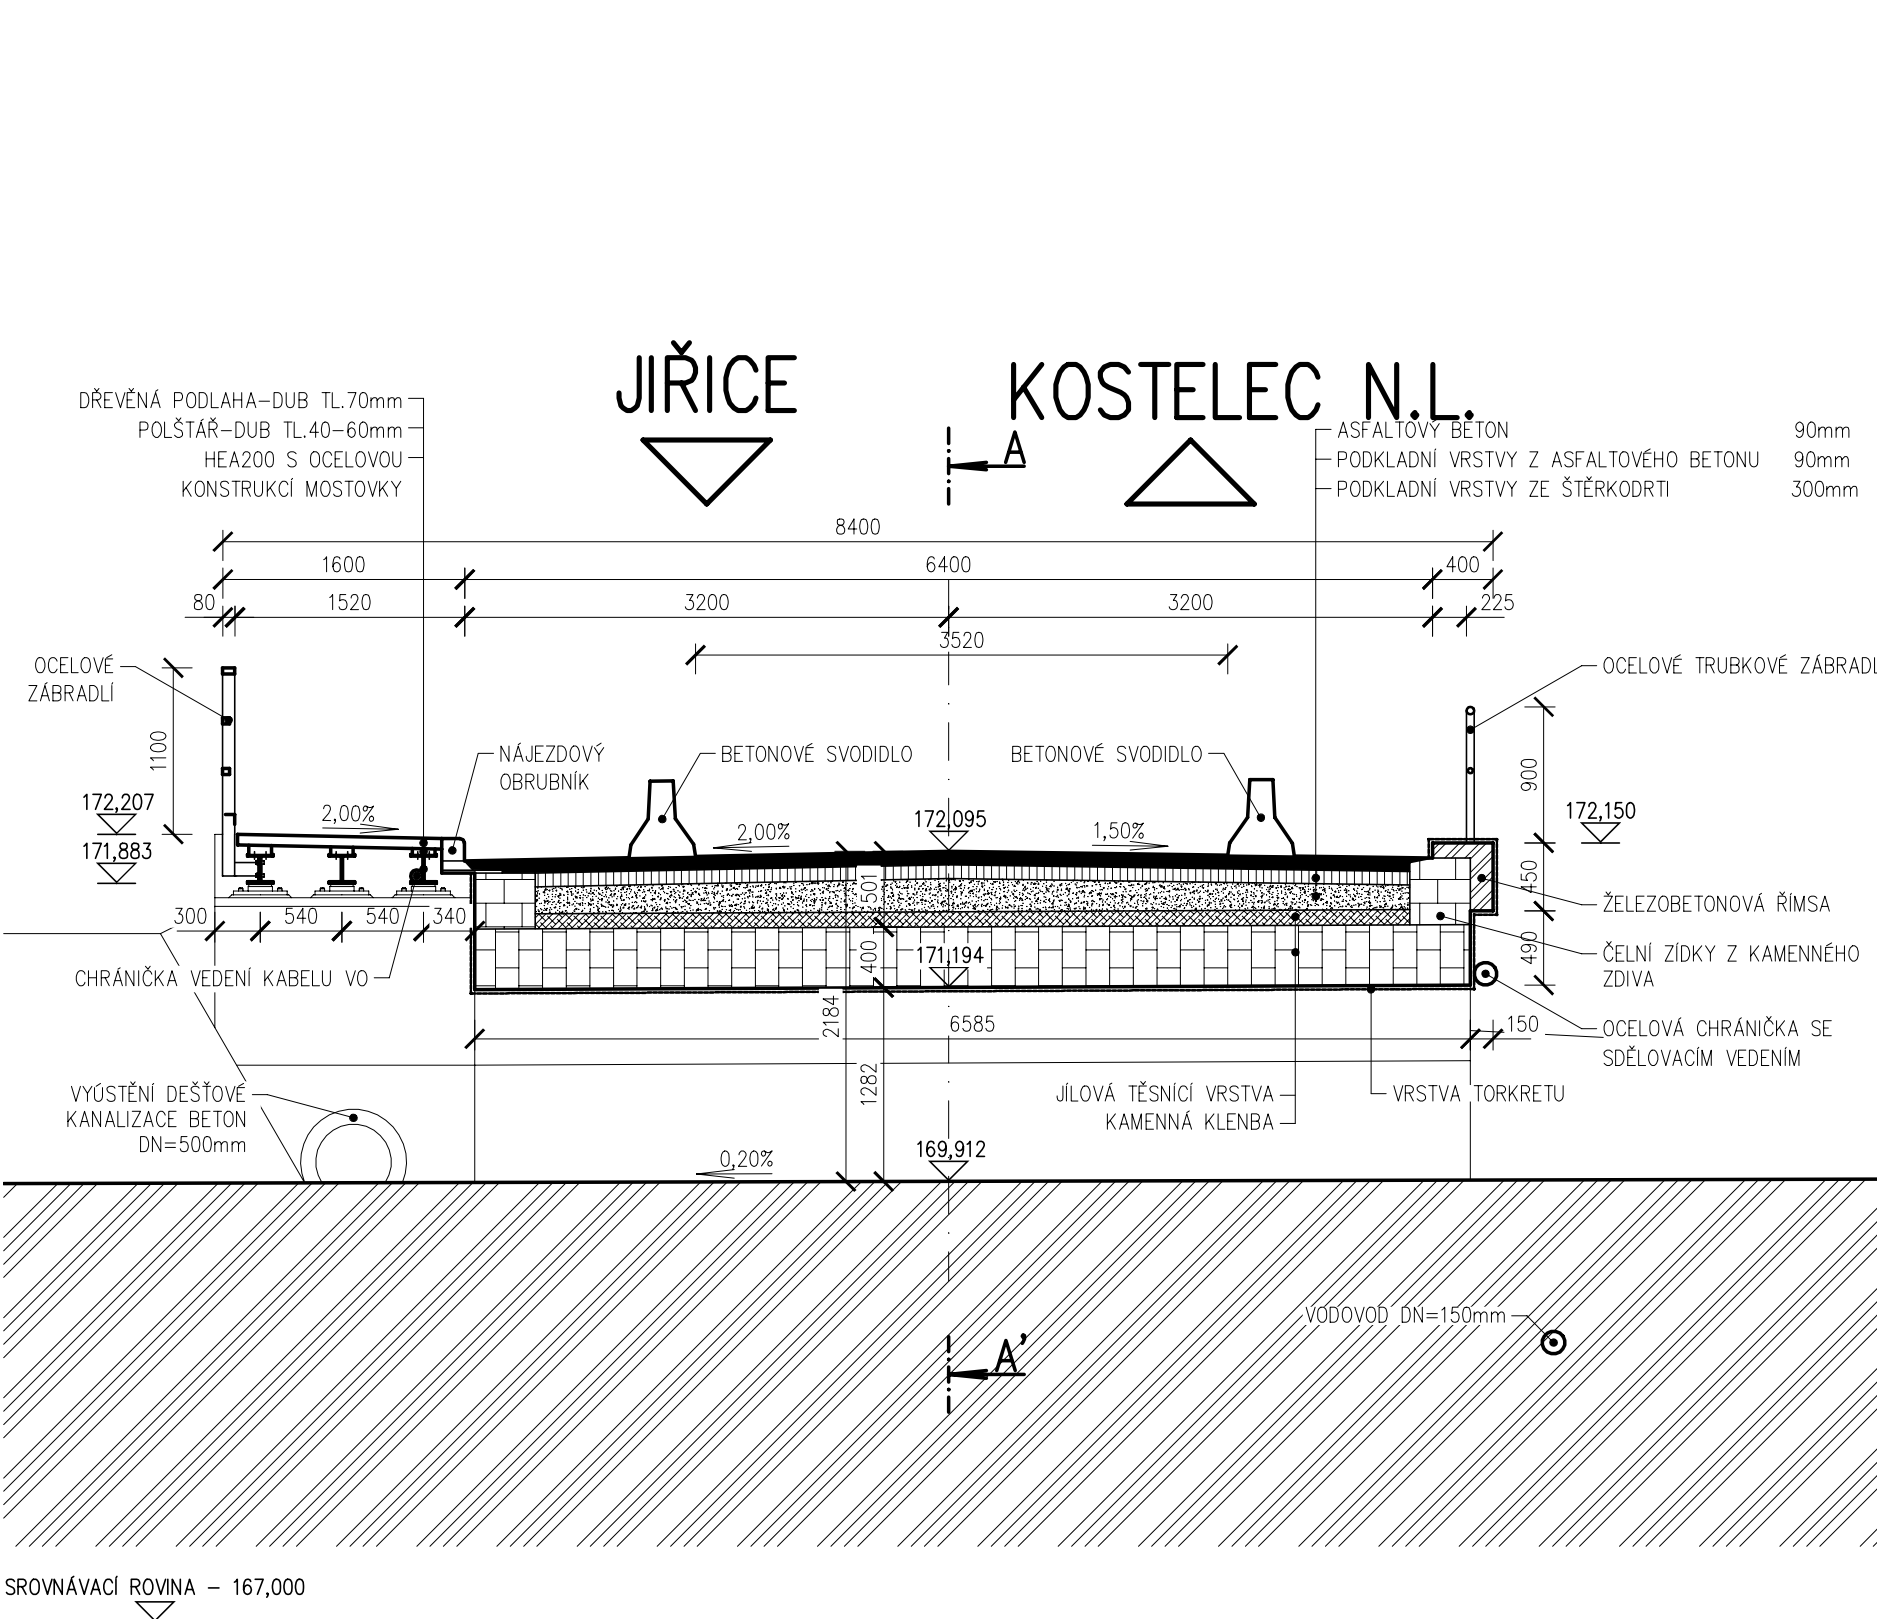 JIŘICE
KOSTELEC N.L.
DŘEVĚNÁ PODLAHA-DUB TL.70mm
POLŠTÁŘ-DUB TL.40-60mm
HEA200 S OCELOVOU
KONSTRUKCÍ MOSTOVKY
A
ASFALTOVÝ BETON 90mm
PODKLADNÍ VRSTVY Z ASFALTOVÉHO BETONU 90mm
PODKLADNÍ VRSTVY ZE ŠTĚRKODRTI 300mm
8400
1600 6400 400
80 1520 3200 3200 225
3520
OCELOVÉ
ZÁBRADLÍ
OCELOVÉ TRUBKOVÉ ZÁBRADL
1100
NÁJEZDOVÝ
OBRUBNÍK
BETONOVÉ SVODIDLO
BETONOVÉ SVODIDLO
900
172,207
2,00%
2,00%
172,095
1,50%
172,150
171,883
501
450
ŽELEZOBETONOVÁ ŘÍMSA
300 540 540 340
400
171,194
490
ČELNÍ ZÍDKY Z KAMENNÉHO
ZDIVA
CHRÁNIČKA VEDENÍ KABELU VO
2184
6585
150
OCELOVÁ CHRÁNIČKA SE
SDĚLOVACÍM VEDENÍM
1282
VYÚSTĚNÍ DEŠŤOVÉ
KANALIZACE BETON
DN=500mm
JÍLOVÁ TĚSNÍCÍ VRSTVA
KAMENNÁ KLENBA
VRSTVA TORKRETU
0,20%
169,912
VODOVOD DN=150mm
A'
SROVNÁVACÍ ROVINA - 167,000